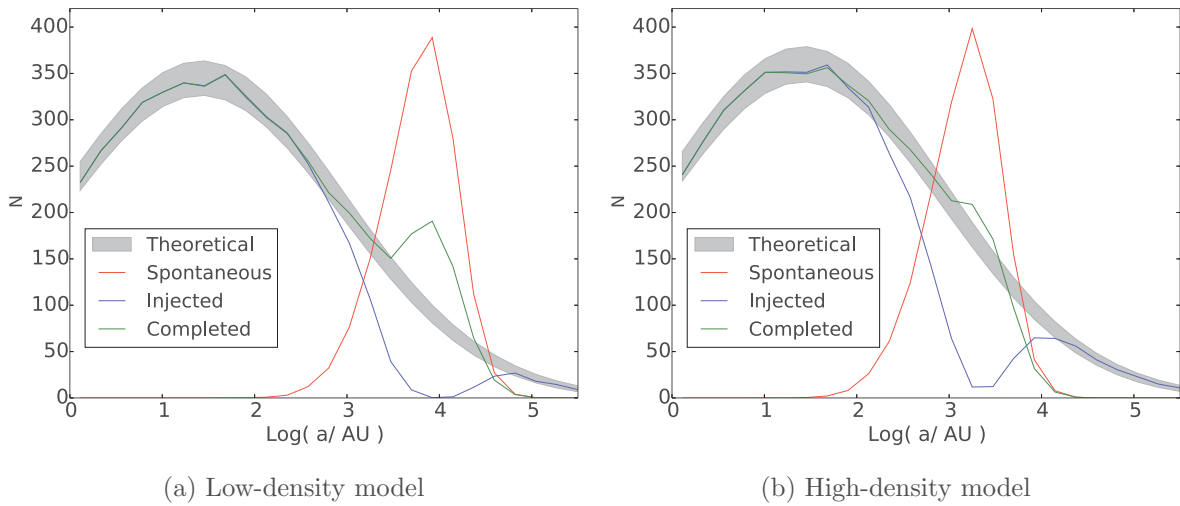 400
350
300
250
200
150
100
50
0
N
Theoretical
Spontaneous
Injected
Completed
0 1 2 3 4 5
Log( a/ AU )
(a) Low-density model
400
350
300
250
200
150
100
50
0
N
Theoretical
Spontaneous
Injected
Completed
0 1 2 3 4 5
Log( a/ AU )
(b) High-density model